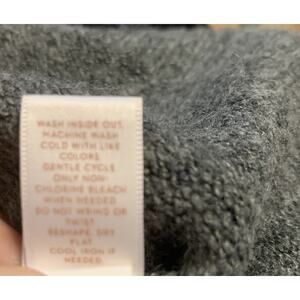 WASH INSIDE OUT,
MACHINE WASH
COLD WITH LIKE
COLORS
GENTLE CYCLE
ONLY NON-
CHLORINE BLEACH
WHEN NEEDED
DO NOT WRING OR
TWIST
RESHAPE, DRY
FLAT
COOL IRON IF
NEEDED